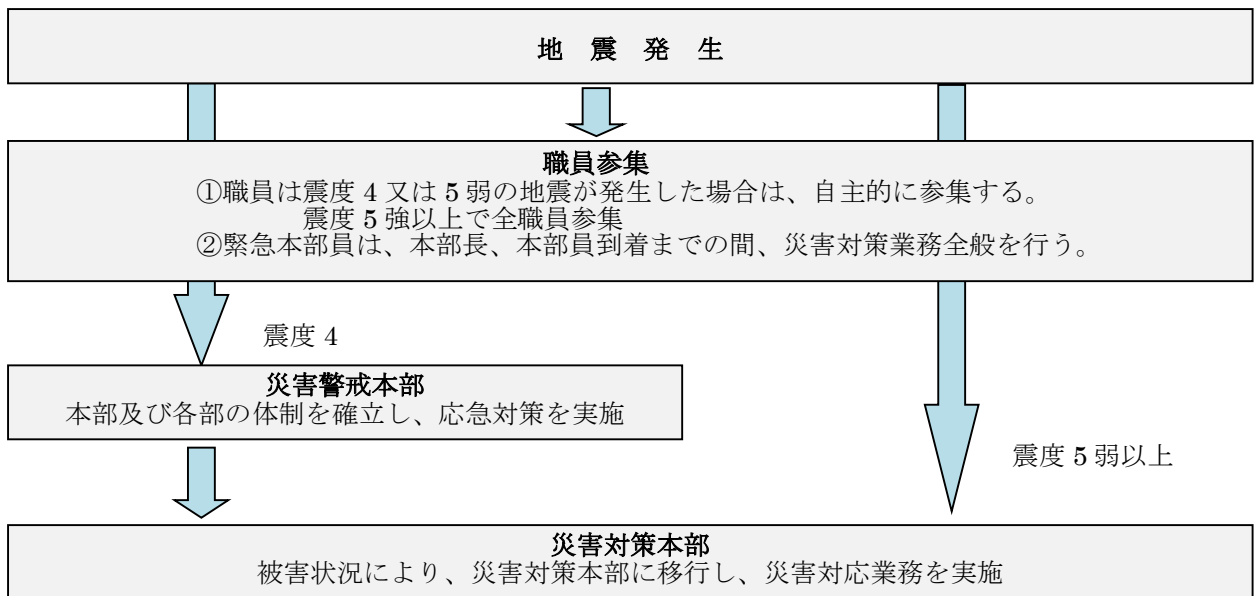 地　震　発　生
職員参集
①職員は震度 4 又は 5 弱の地震が発生した場合は、自主的に参集する。
震度 5 強以上で全職員参集
②緊急本部員は、本部長、本部員到着までの間、災害対策業務全般を行う。
震度 4
災害警戒本部
本部及び各部の体制を確立し、応急対策を実施
震度 5 弱以上
災害対策本部
被害状況により、災害対策本部に移行し、災害対応業務を実施